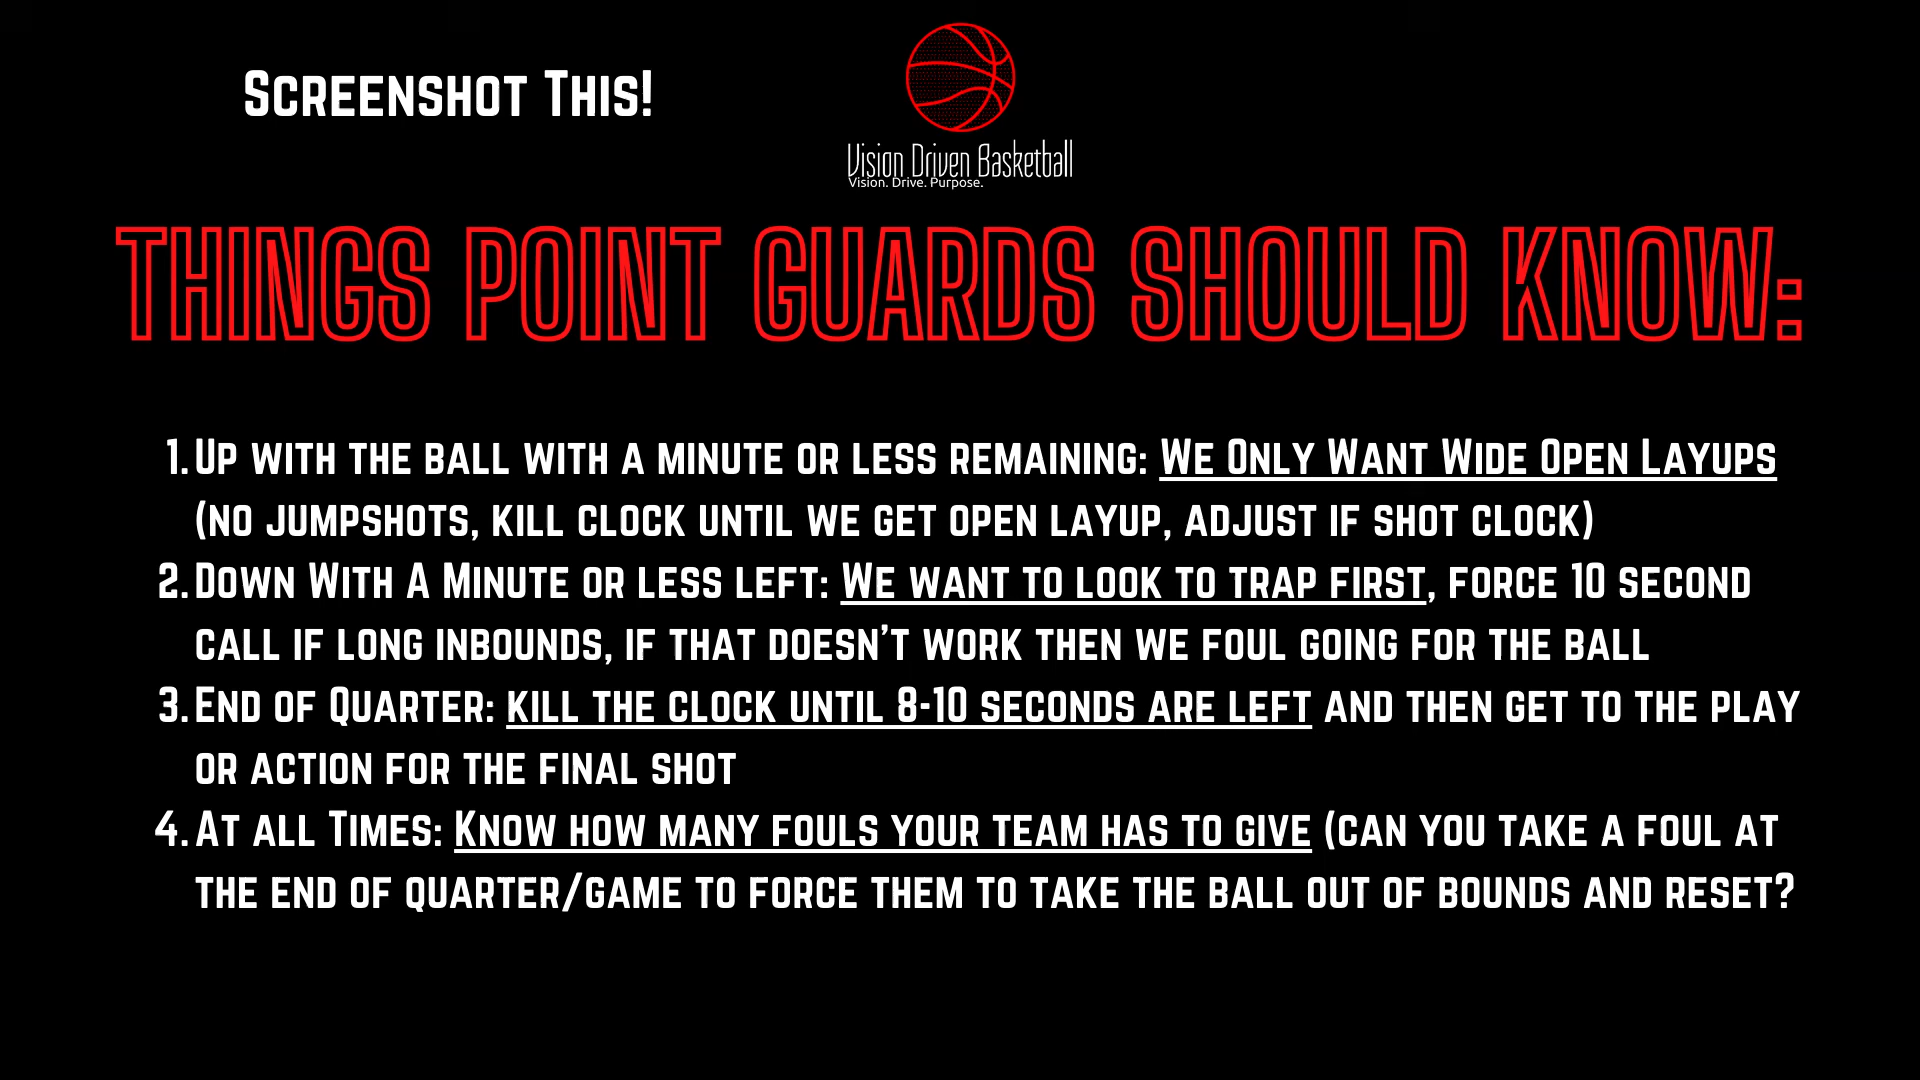 Screenshot This!
Vision Driven Basketball
Vision. Drive. Purpose.
THINGS POINT GUARDS SHOULD KNOW:
1. Up with the ball with a minute or less remaining: We Only Want Wide Open Layups
(no jumpshots, kill clock until we get open layup, adjust if shot clock)
2. Down With A Minute or less left: We want to look to trap first, force 10 second
call if long inbounds, if that doesn't work then we foul going for the ball
3. End of Quarter: kill the clock until 8-10 seconds are left and then get to the play
or action for the final shot
4. At all Times: Know how many fouls your team has to give (can you take a foul at
the end of quarter/game to force them to take the ball out of bounds and reset?